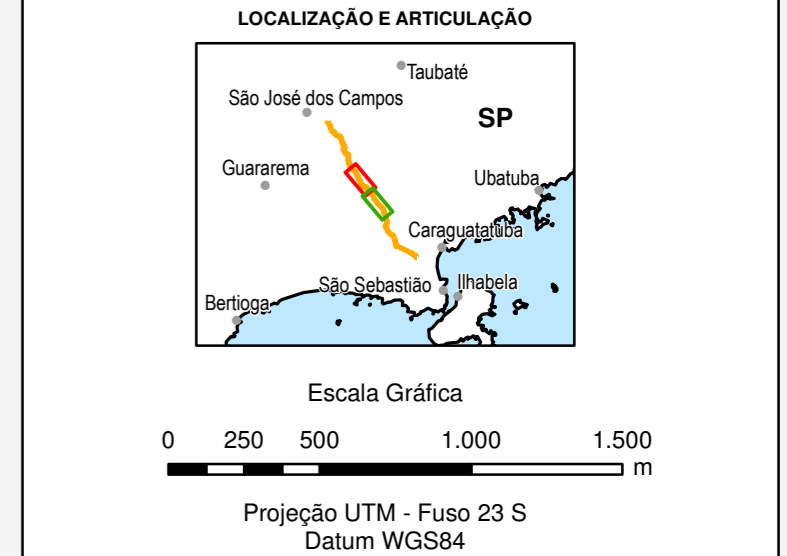 LOCALIZAÇÃO E ARTICULAÇÃO
Taubaté
São José dos Campos
SP
Guararema
Ubatuba
Caraguatatuba
São Sebastião
Ilhabela
Bertioga
Escala Gráfica
0 250 500 1.000 1.500
m
Projeção UTM - Fuso 23 S
Datum WGS84